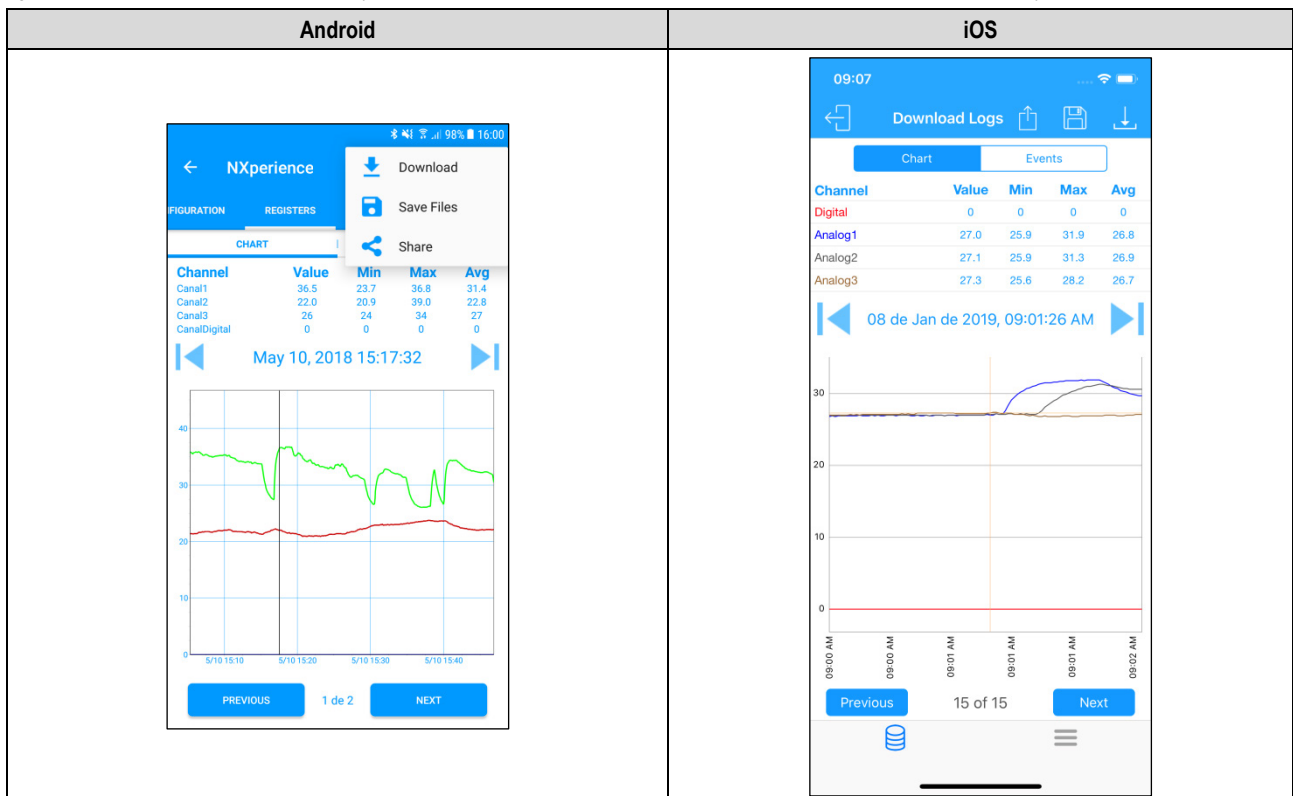 Android
iOS
98% 16:00
NXperience
Download
Save Files
Share
FIGURATION REGISTERS
CHART
Channel Value Min Max Avg
Canal1 36.5 23.7 36.8 31.4
Canal2 22.0 20.9 39.0 22.8
Canal3 26 24 34 27
CanalDigital 0 0 0 0
May 10, 2018 15:17:32
40
30
20
10
0
5/10 15:10 5/10 15:20 5/10 15:30 5/10 15:40
PREVIOUS 1 de 2 NEXT
09:07
Download Logs
Chart Events
Channel Value Min Max Avg
Digital 0 0 0 0
Analog1 27.0 25.9 31.9 26.8
Analog2 27.1 25.9 31.3 26.9
Analog3 27.3 25.6 28.2 26.7
08 de Jan de 2019, 09:01:26 AM
30
20
10
0
09:00 AM 09:00 AM 09:01 AM 09:01 AM 09:01 AM 09:02 AM
Previous 15 of 15 Next